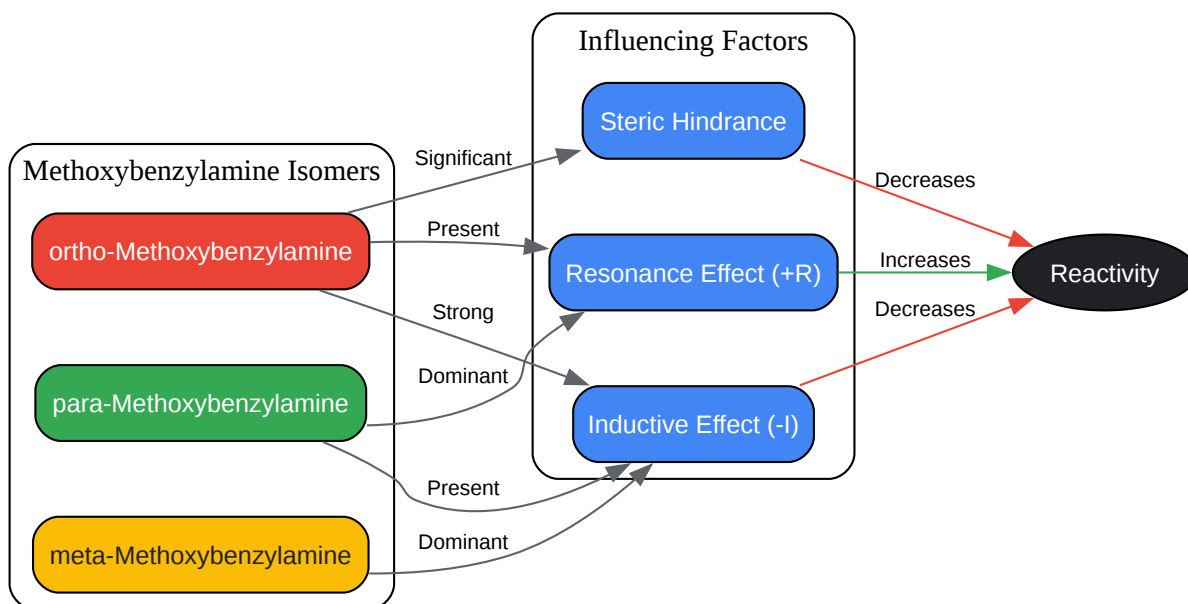 Methoxybenzylamine Isomers
ortho-Methoxybenzylamine
para-Methoxybenzylamine
meta-Methoxybenzylamine
Significant
Present
Strong
Dominant
Present
Dominant
Influencing Factors
Steric Hindrance
Resonance Effect (+R)
Inductive Effect (-I)
Decreases
Increases
Decreases
Reactivity